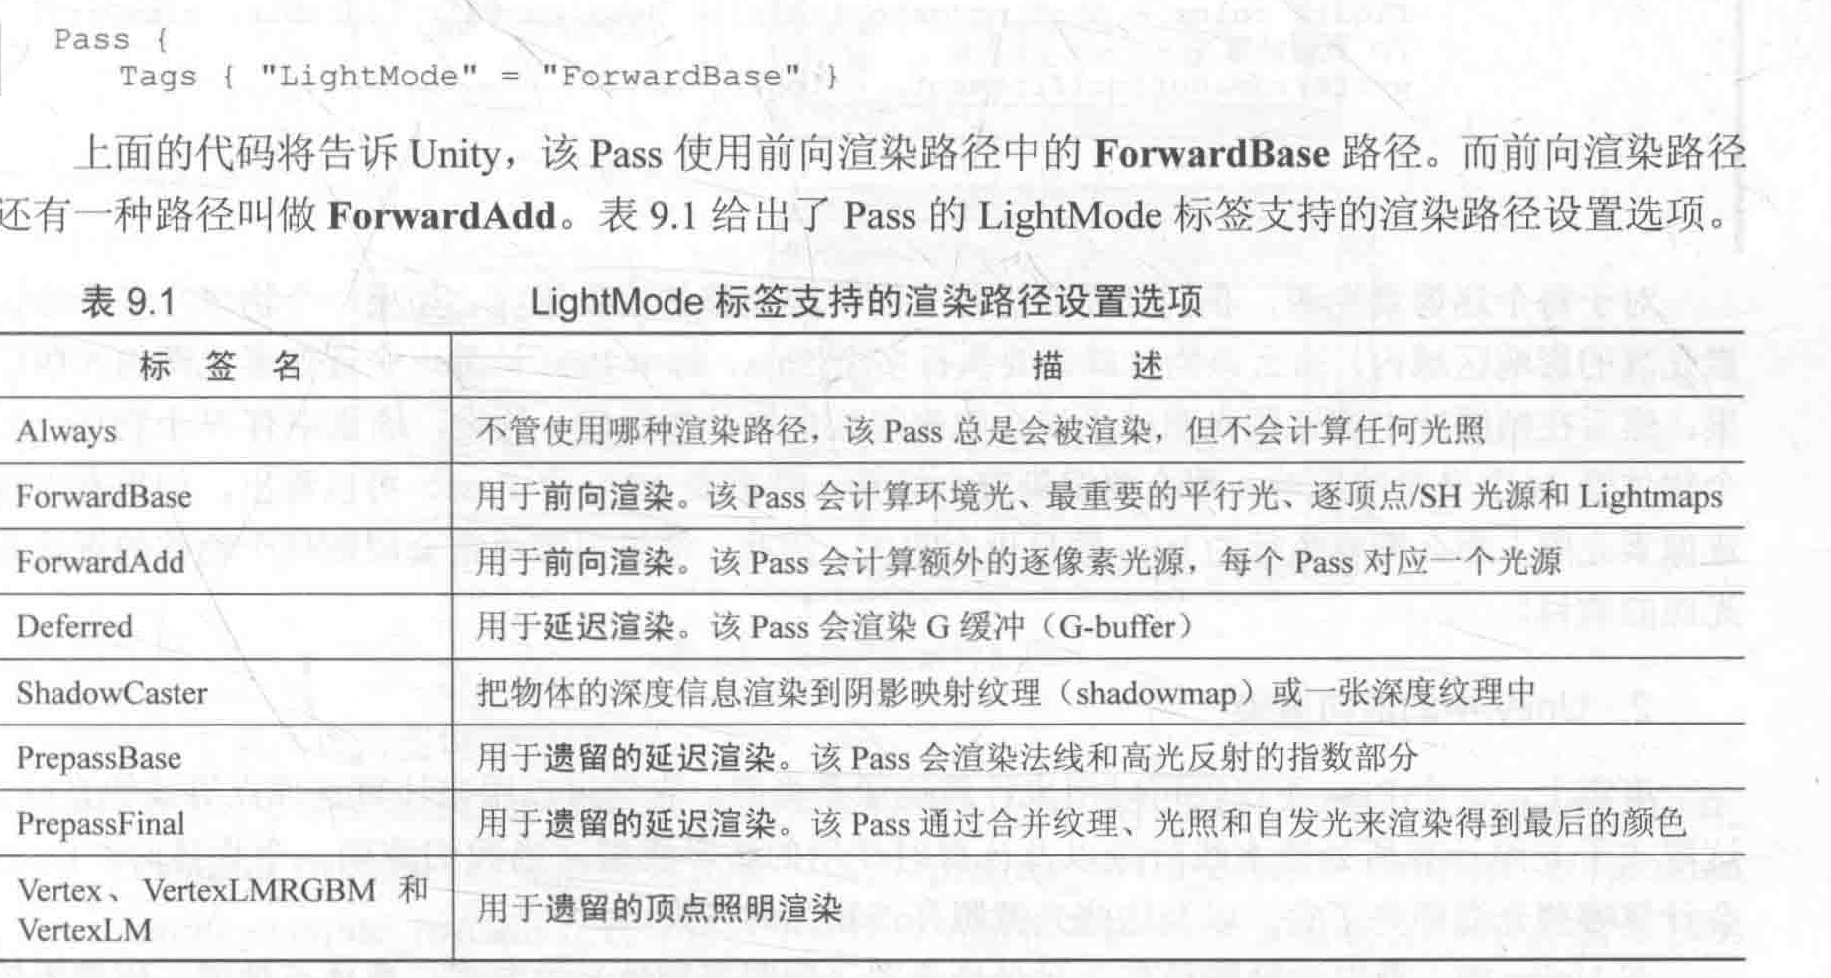 Pass {
Tags { "LightMode" = "ForwardBase" }
上面的代码将告诉 Unity，该 Pass 使用前向渲染路径中的 ForwardBase 路径。而前向渲染路径
还有一种路径叫做 ForwardAdd。表 9.1 给出了 Pass 的 LightMode 标签支持的渲染路径设置选项。
表 9.1 LightMode 标签支持的渲染路径设置选项
标 签 名 描 述
Always 不管使用哪种渲染路径，该 Pass 总是会被渲染，但不会计算任何光照
ForwardBase 用于前向渲染。该 Pass 会计算环境光、最重要的平行光、逐顶点/SH 光源和 Lightmaps
ForwardAdd 用于前向渲染。该 Pass 会计算额外的逐像素光源，每个 Pass 对应一个光源
Deferred 用于延迟渲染。该 Pass 会渲染 G 缓冲（G-buffer）
ShadowCaster 把物体的深度信息渲染到阴影映射纹理（shadowmap）或一张深度纹理中
PrepassBase 用于遗留的延迟渲染。该 Pass 会渲染法线和高光反射的指数部分
PrepassFinal 用于遗留的延迟渲染。该 Pass 通过合并纹理、光照和自发光来渲染得到最后的颜色
Vertex、VertexLMRGBM 和
VertexLM 用于遗留的顶点照明渲染